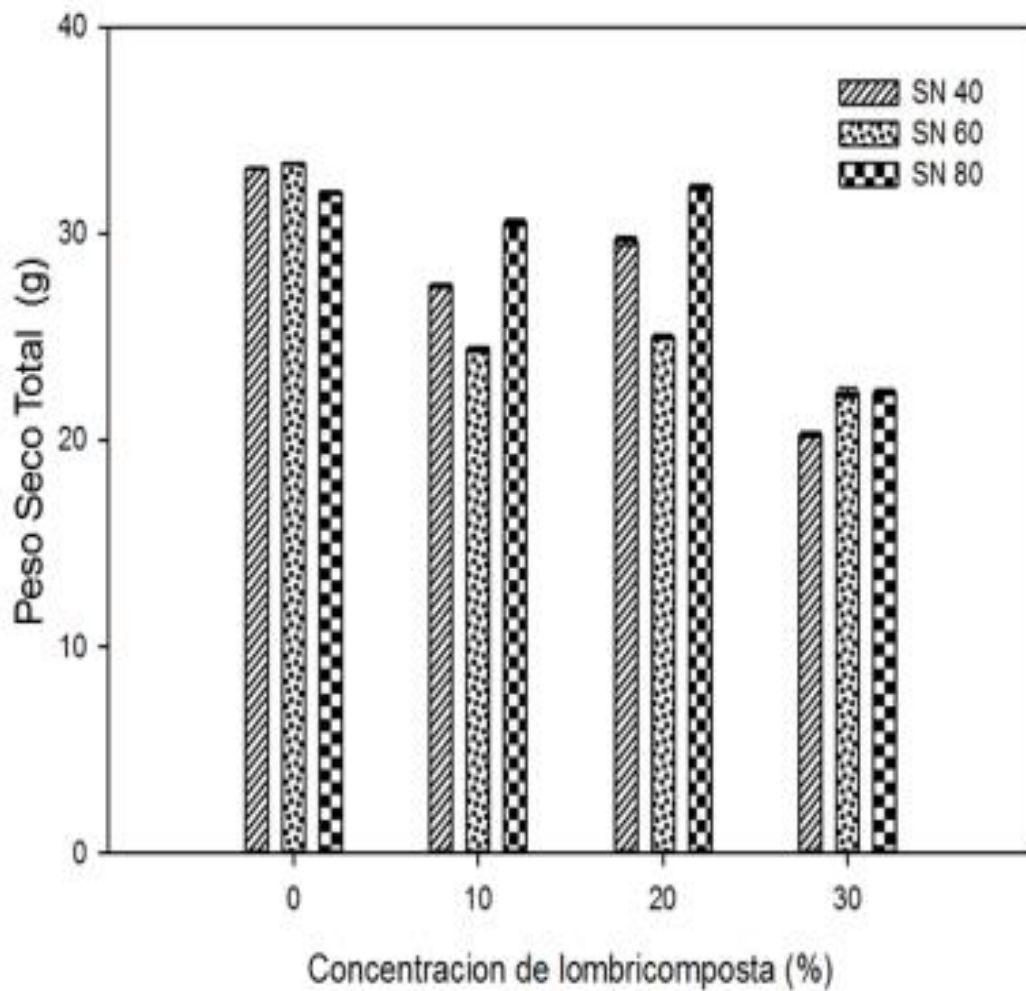 40
30
20
10
0
Peso Seco Total (g)
SN 40
SN 60
SN 80
0 10 20 30
Concentracion de lombricomposta (%)